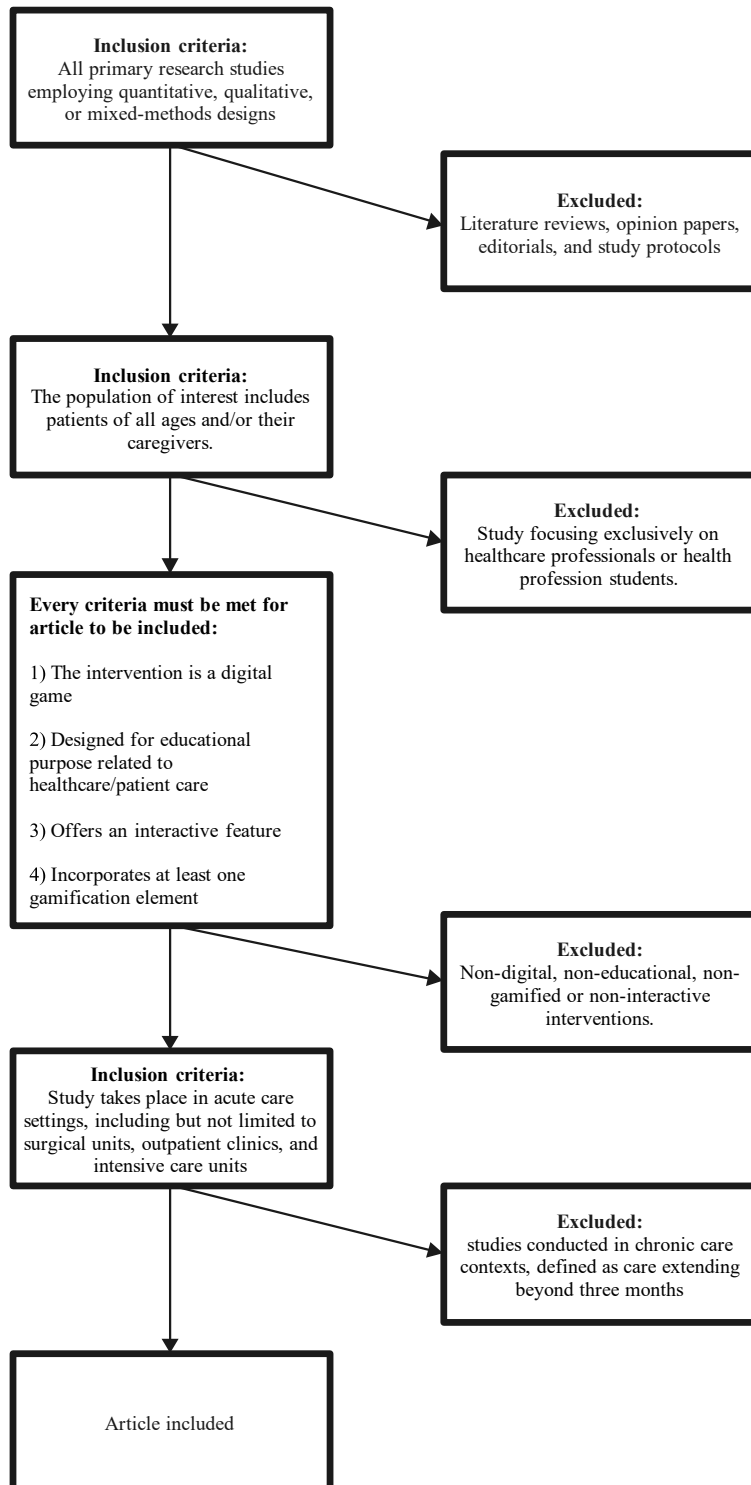 Inclusion criteria:
All primary research studies
employing quantitative, qualitative,
or mixed-methods designs
Excluded:
Literature reviews, opinion papers,
editorials, and study protocols
Inclusion criteria:
The population of interest includes
patients of all ages and/or their
caregivers.
Excluded:
Study focusing exclusively on
healthcare professionals or health
profession students.
Every criteria must be met for
article to be included:
1) The intervention is a digital
game
2) Designed for educational
purpose related to
healthcare/patient care
3) Offers an interactive feature
4) Incorporates at least one
gamification element
Excluded:
Non-digital, non-educational, non-
gamified or non-interactive
interventions.
Inclusion criteria:
Study takes place in acute care
settings, including but not limited to
surgical units, outpatient clinics, and
intensive care units
Excluded:
studies conducted in chronic care
contexts, defined as care extending
beyond three months
Article included